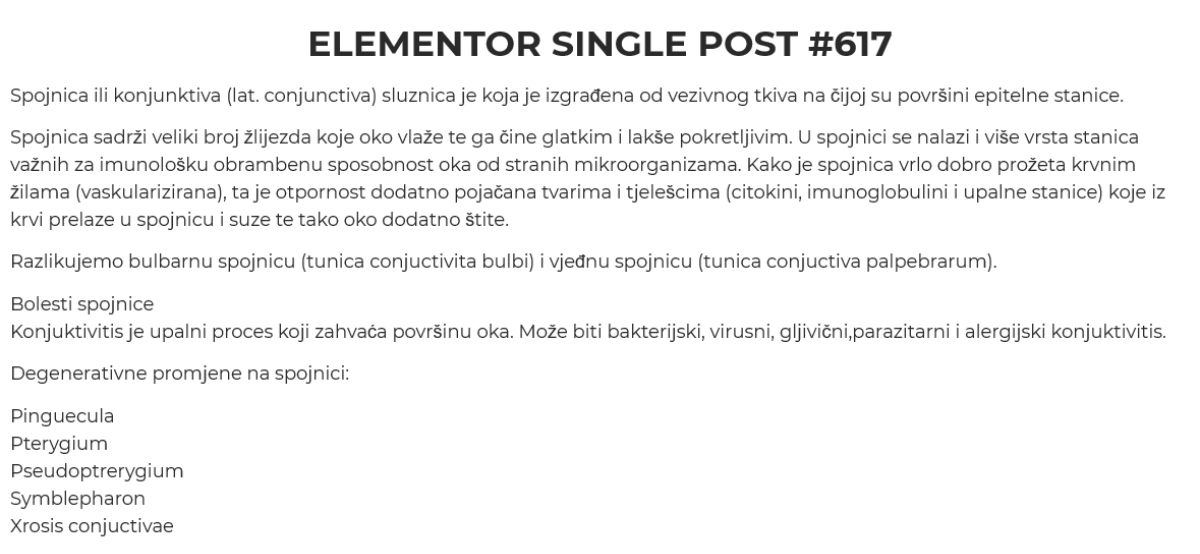 ELEMENTOR SINGLE POST #617
Spojnica ili konjunktiva (lat. conjunctiva) sluznica je koja je izgrađena od vezivnog tkiva na čijoj su površini epitelne stanice.
Spojnica sadrži veliki broj žlijezda koje oko vlaže te ga čine glatkim i lakše pokretljivim. U spojnici se nalazi i više vrsta stanica
važnih za imunološku obrambenu sposobnost oka od stranih mikroorganizama. Kako je spojnica vrlo dobro prožeta krvnim
žilama (vaskularizirana), ta je otpornost dodatno pojačana tvarima i tjelešcima (citokini, imunoglobulini i upalne stanice) koje iz
krvi prelaze u spojnicu i suze te tako oko dodatno štite.
Razlikujemo bulbarnu spojnicu (tunica conjuctivita bulbi) i vjeđnu spojnicu (tunica conjuctiva palpebrarum).
Bolesti spojnice
Konjuktivitis je upalni proces koji zahvaća površinu oka. Može biti bakterijski, virusni, gljivični,parazitarni i alergijski konjuktivitis.
Degenerativne promjene na spojnici:
Pinguecula
Pterygium
Pseudoptrerygium
Symblepharon
Xrosis conjuctivae